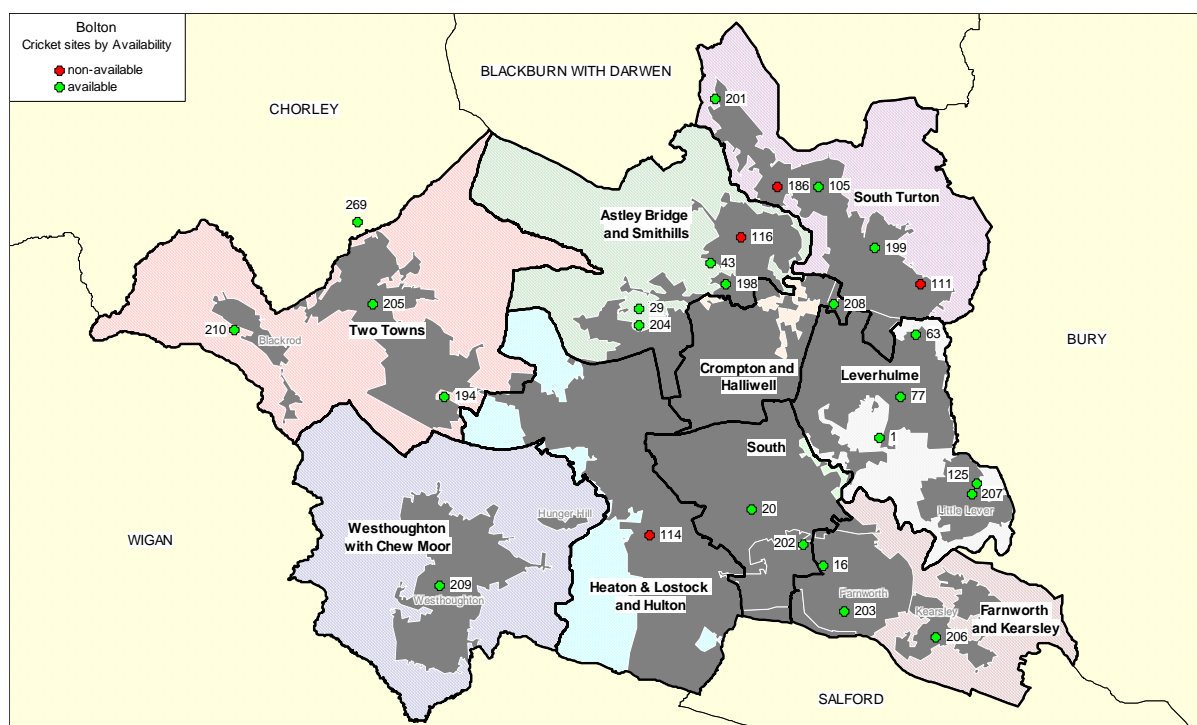 Bolton
Cricket sites by Availability
non-available
available
BLACKBURN WITH DARWEN
CHORLEY
201
186
105
South Turton
269
Astley Bridge
and Smithills
116
199
43
198
111
205
29
208
210
Two Towns
204
63
BURY
Blackrod
Crompton and
Halliwell
Leverhulme
194
77
1
South
125
207
20
Little Lever
Hunger Hill
Westhoughton
with Chew Moor
WIGAN
114
202
16
209
Westhoughton
Heaton & Lostock
and Hulton
Farnworth
203
Kearsley
Farnworth
and Kearsley
206
SALFORD